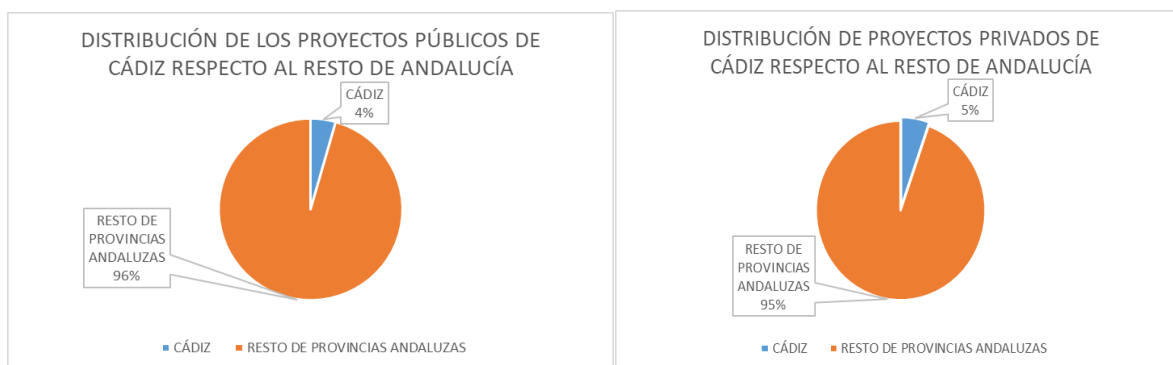 DISTRIBUCIÓN DE LOS PROYECTOS PÚBLICOS DE
CÁDIZ RESPECTO AL RESTO DE ANDALUCÍA
CÁDIZ
4%
RESTO DE
PROVINCIAS
ANDALUZAS
96%
CÁDIZ RESTO DE PROVINCIAS ANDALUZAS
DISTRIBUCIÓN DE PROYECTOS PRIVADOS DE
CÁDIZ RESPECTO AL RESTO DE ANDALUCÍA
CÁDIZ
5%
RESTO DE
PROVINCIAS
ANDALUZAS
95%
CÁDIZ RESTO DE PROVINCIAS ANDALUZAS